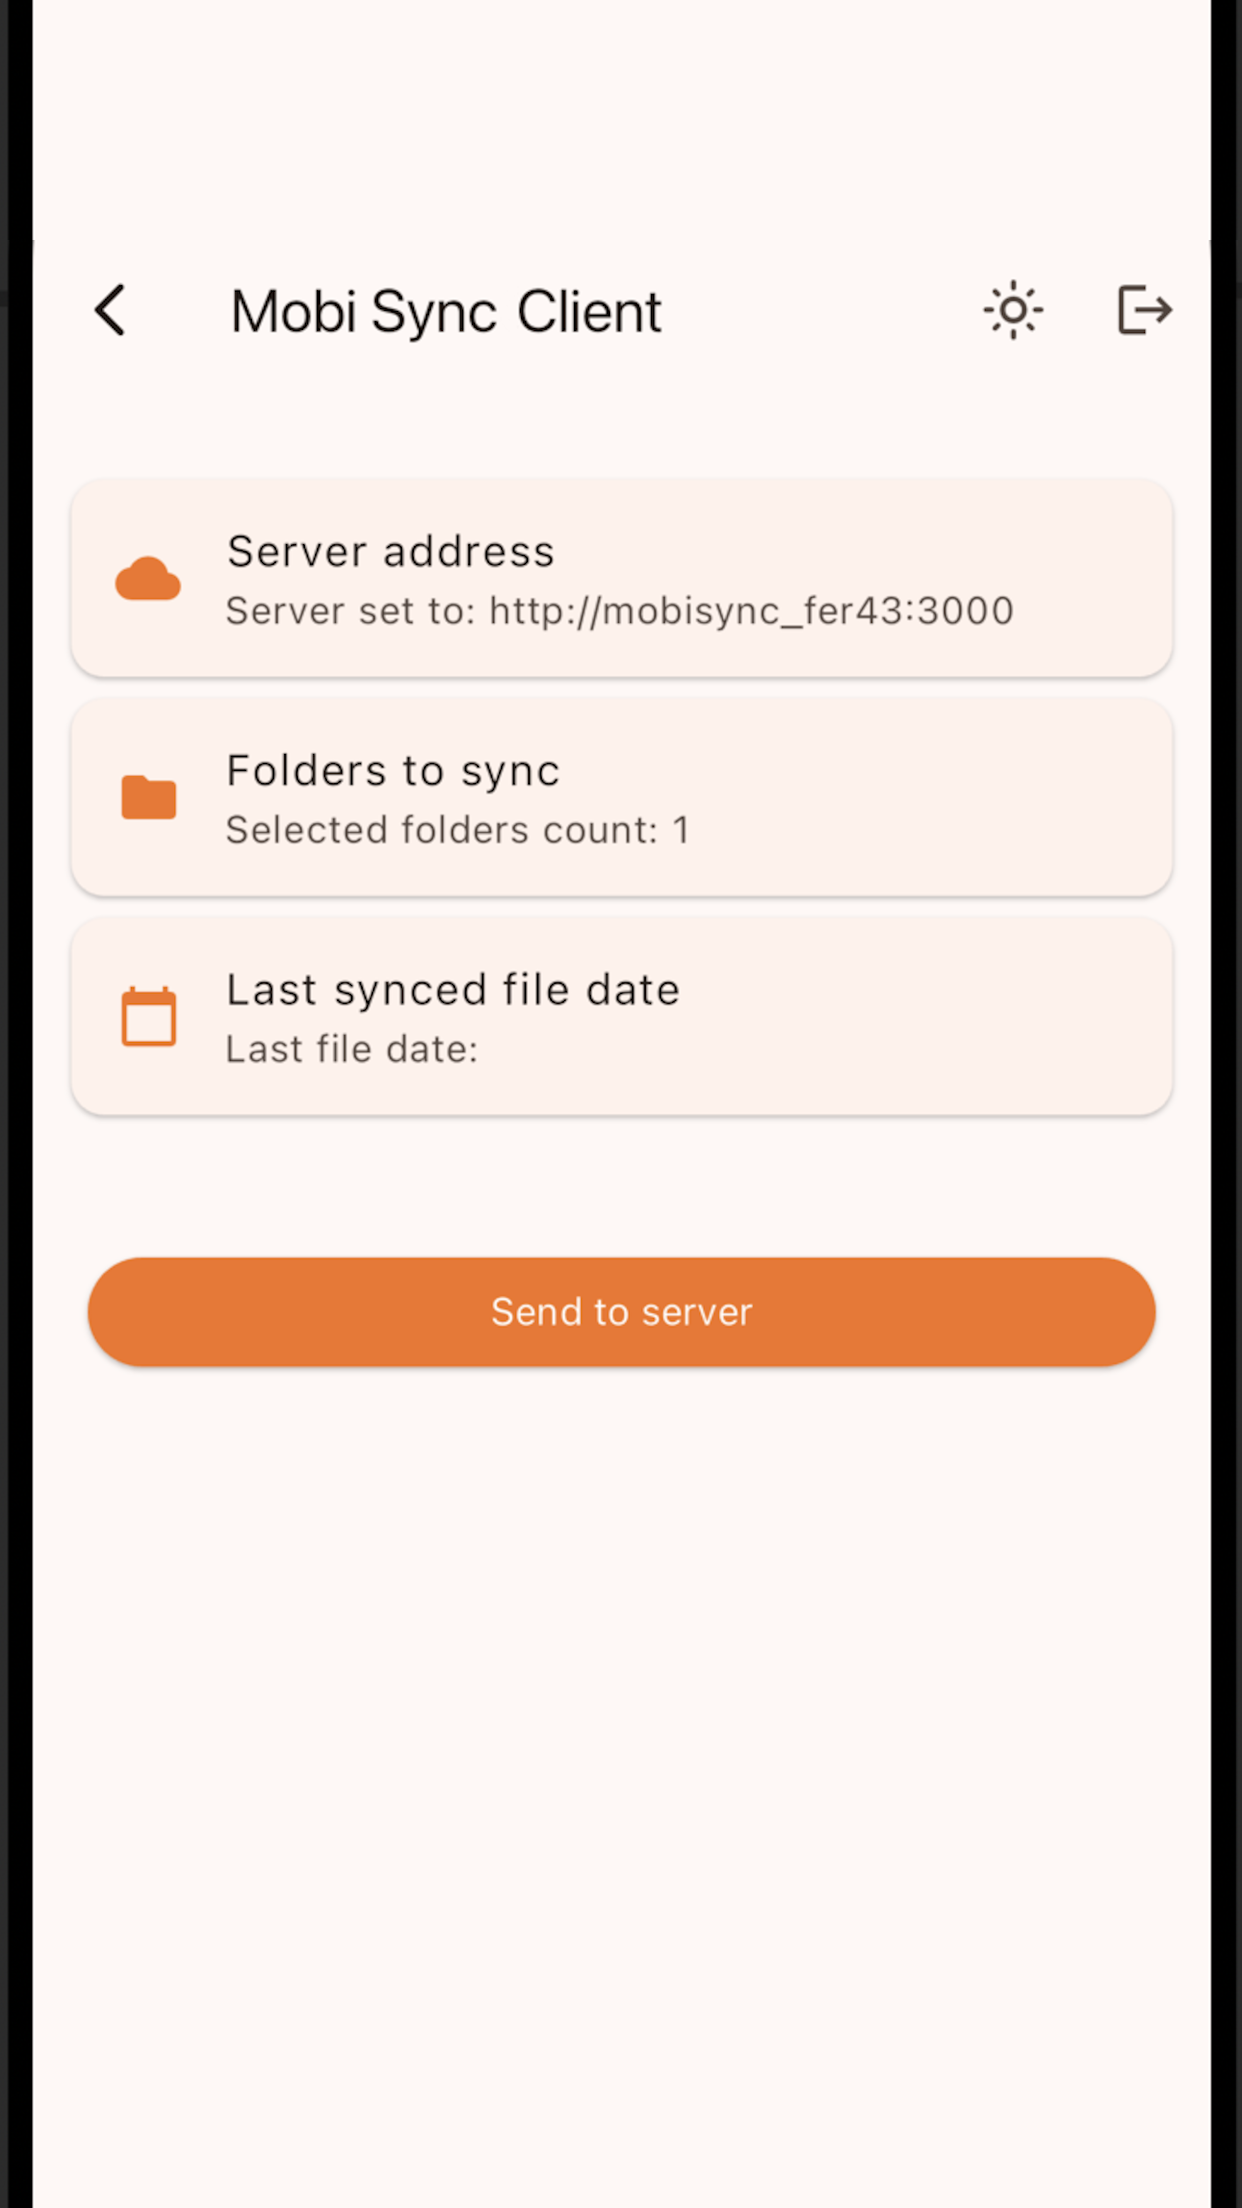 Mobi Sync Client
Server address
Server set to: http://mobisync_fer43:3000
Folders to sync
Selected folders count: 1
Last synced file date
Last file date:
Send to server